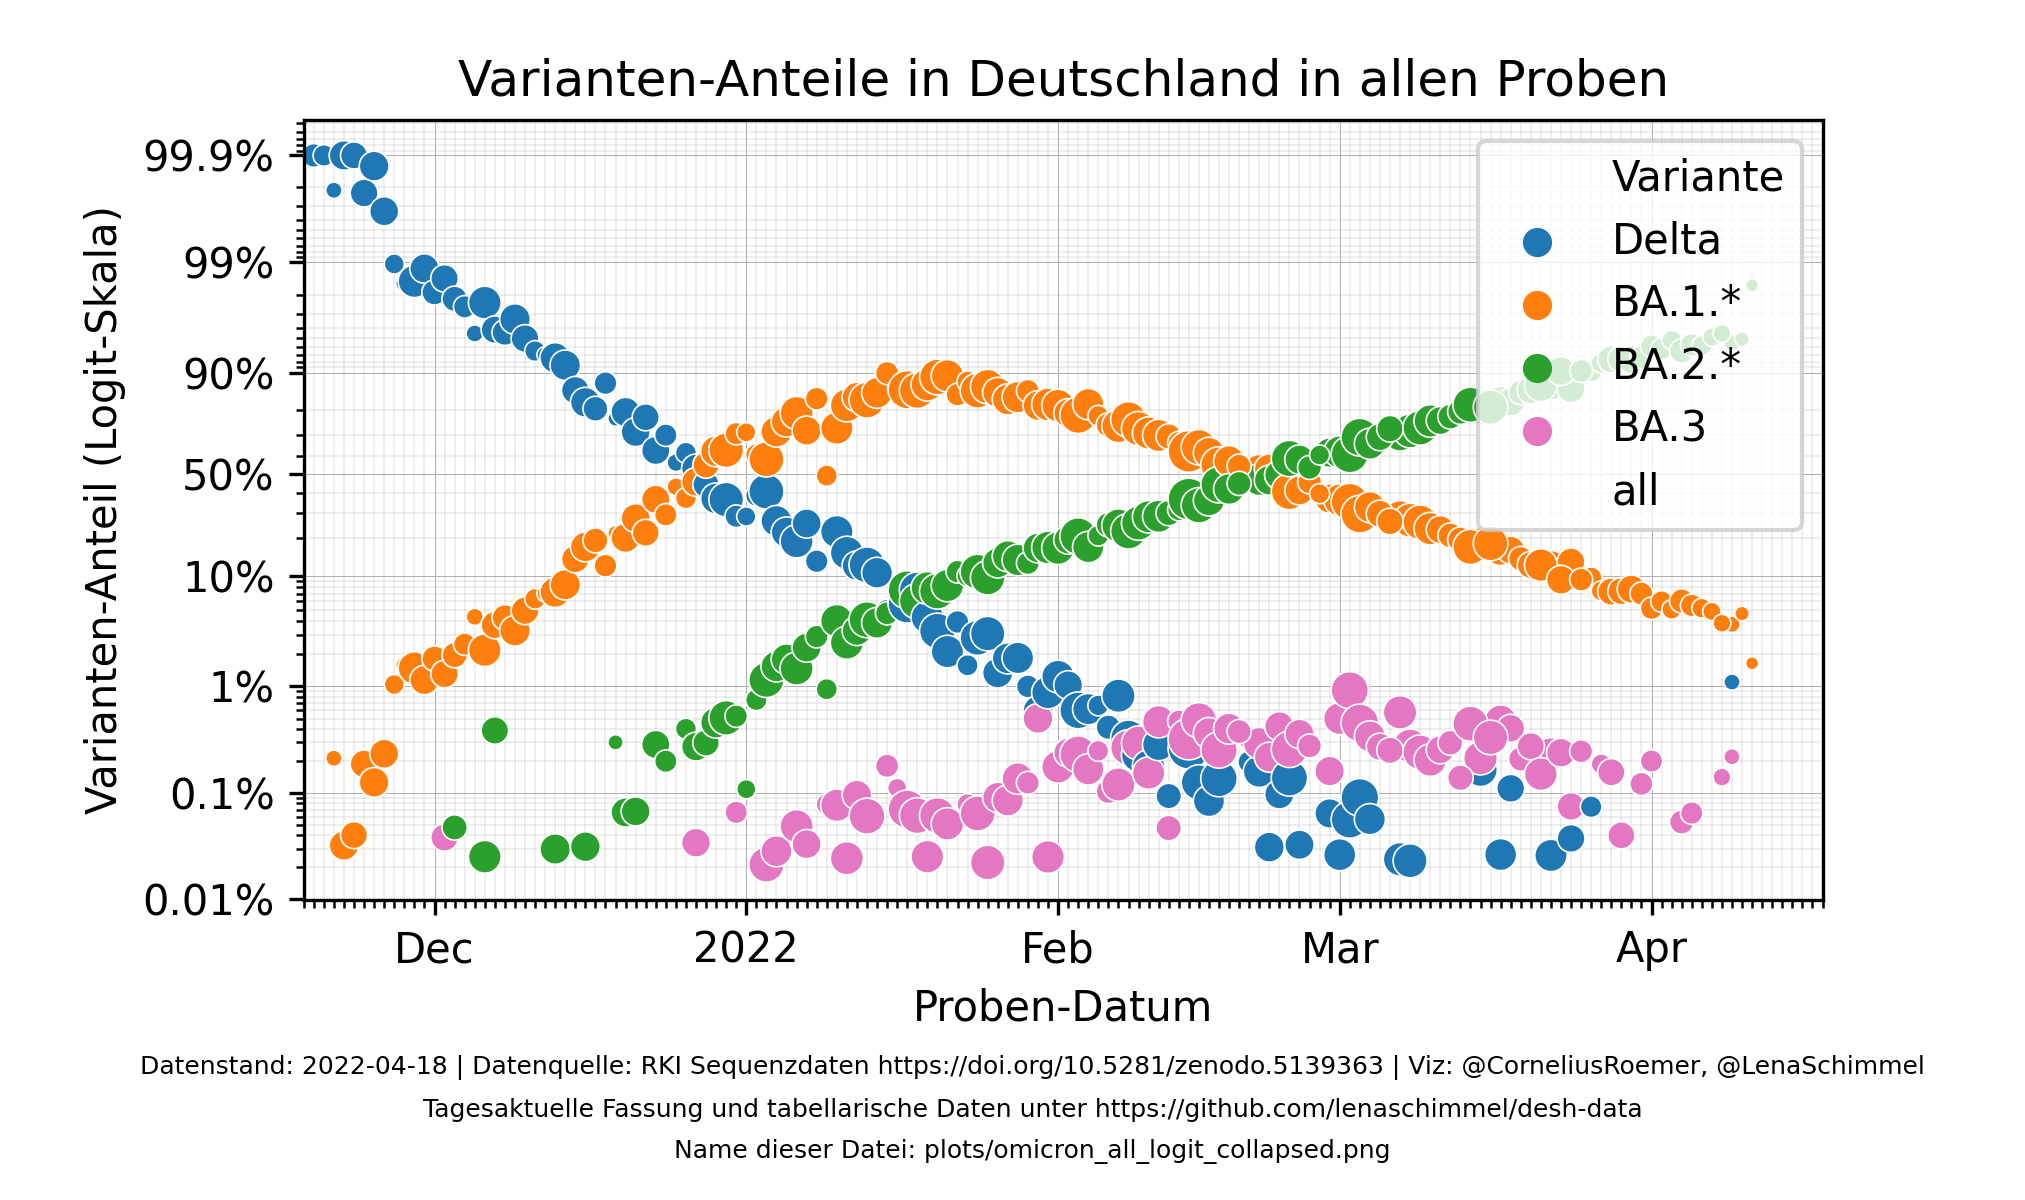 Varianten-Anteile in Deutschland in allen Proben
Varianten-Anteil (Logit-Skala)
99.9%
99%
90%
50%
10%
1%
0.1%
0.01%
Variante
Delta
BA.1.*
BA.2.*
BA.3
all
Dec
2022
Feb
Mar
Apr
Proben-Datum
Datenstand: 2022-04-18 | Datenquelle: RKI Sequenzdaten https://doi.org/10.5281/zenodo.5139363 | Viz: @CorneliusRoemer, @LenaSchimmel
Tagesaktuelle Fassung und tabellarische Daten unter https://github.com/lenaschimmel/desh-data
Name dieser Datei: plots/omicron_all_logit_collapsed.png